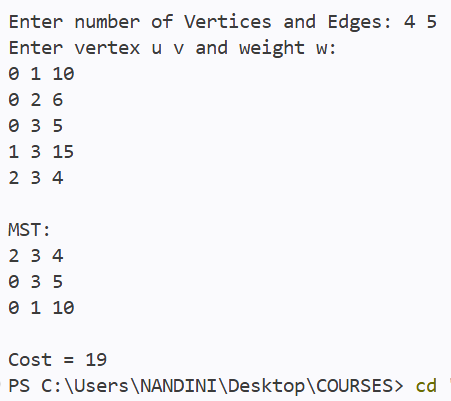 Enter number of Vertices and Edges: 4 5
Enter vertex u v and weight w:
0 1 10
0 2 6
0 3 5
1 3 15
2 3 4
MST:
2 3 4
0 3 5
0 1 10
Cost = 19
PS C:\Users\NANDINI\Desktop\COURSES> cd '